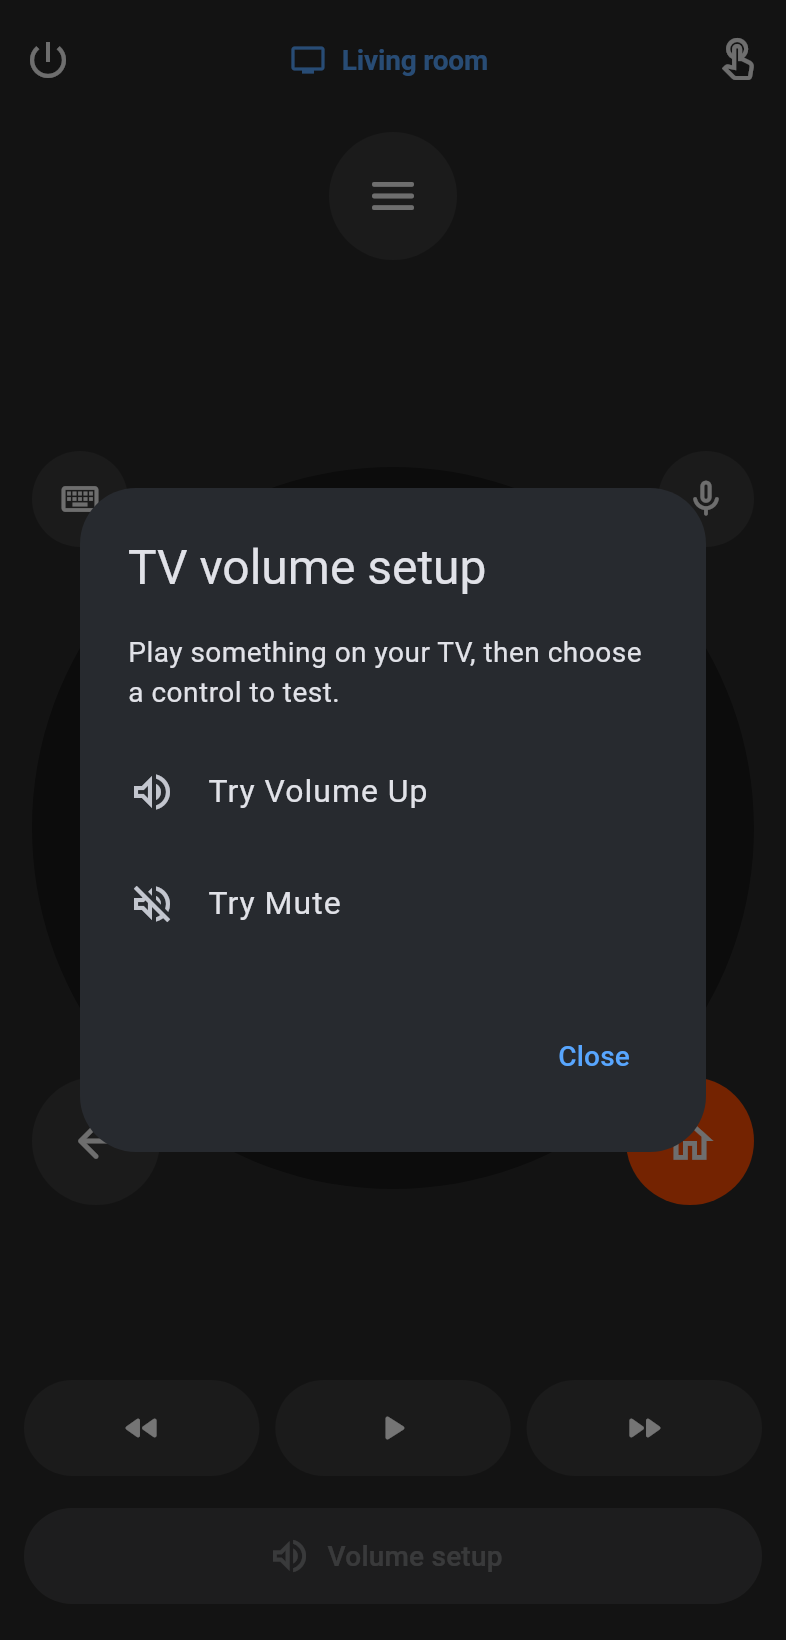 Living room
TV volume setup
Play something on your TV, then choose
a control to test.
Try Volume Up
Try Mute
Close
Volume setup